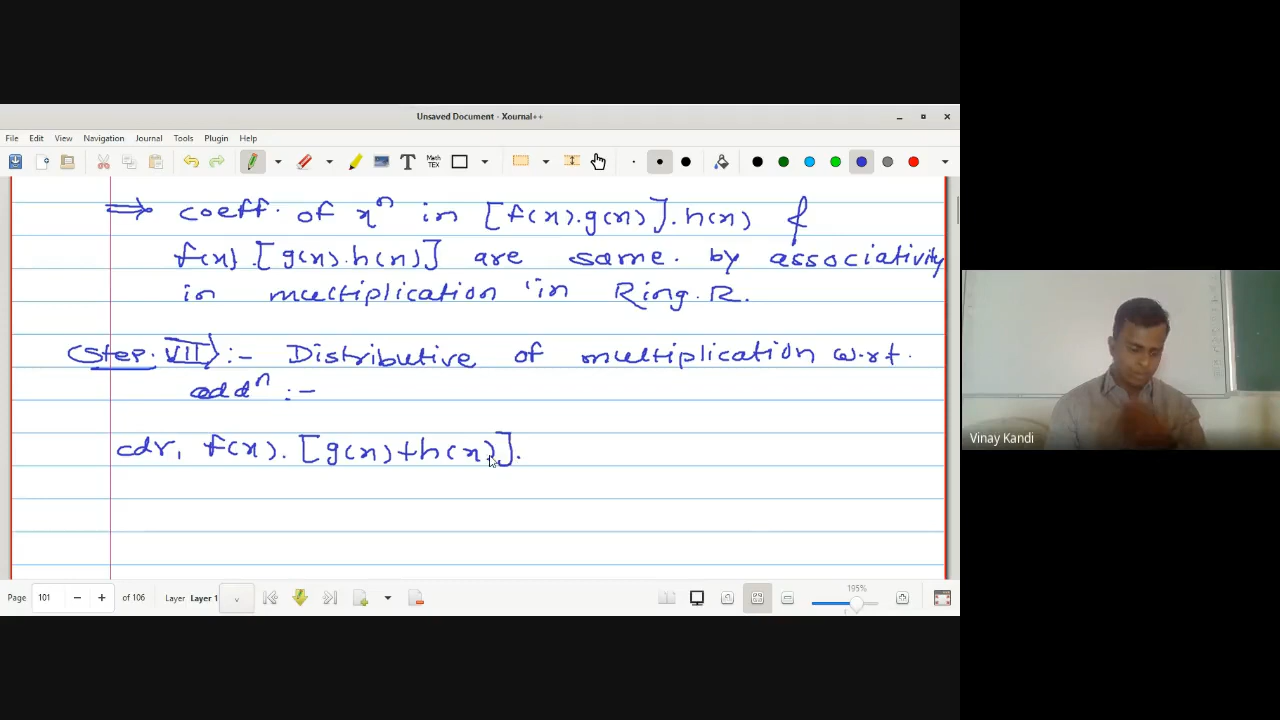 Unsaved Document - Xournal++
File Edit View Navigation Journal Tools Plugin Help
⇒ coeff. of xⁿ in [f(x).g(x)].h(x) &
f(x).[g(x).h(x)] are same. by associativity
in multiplication in Ring. R.
Step. VII :- Distributive of multiplication w.r.t.
addⁿ :-
cdr, f(x).[g(x)+h(x)].
Page 101 of 106 Layer Layer 1 195%
Vinay Kandi